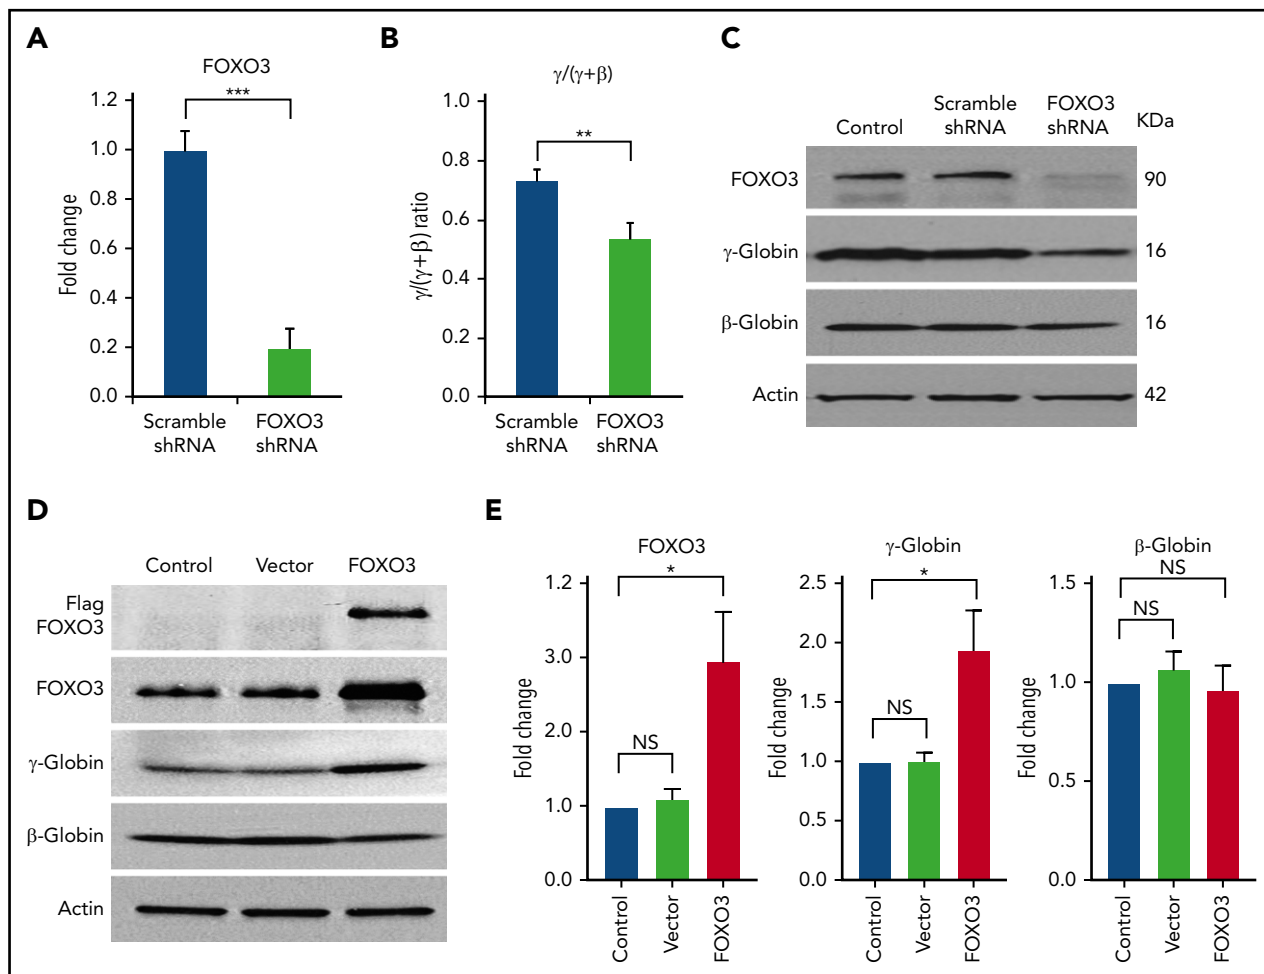 A
FOXO3
***
Fold change
1.2
1.0
0.8
0.6
0.4
0.2
0.0
Scramble
shRNA
FOXO3
shRNA
B
γ/(γ+β)
**
γ/(γ+β) ratio
1.0
0.8
0.6
0.4
0.2
0.0
Scramble
shRNA
FOXO3
shRNA
C
Control
Scramble
shRNA
FOXO3
shRNA
KDa
FOXO3
90
γ-Globin
16
β-Globin
16
Actin
42
D
Control
Vector
FOXO3
Flag
FOXO3
FOXO3
γ-Globin
β-Globin
Actin
E
FOXO3
*
NS
Fold change
1.2
3.0
2.0
1.0
0.0
Control
Vector
FOXO3
γ-Globin
*
NS
Fold change
2.5
2.0
1.5
1.0
0.5
0.0
Control
Vector
FOXO3
β-Globin
NS
NS
Fold change
1.5
1.0
0.5
0.0
Control
Vector
FOXO3